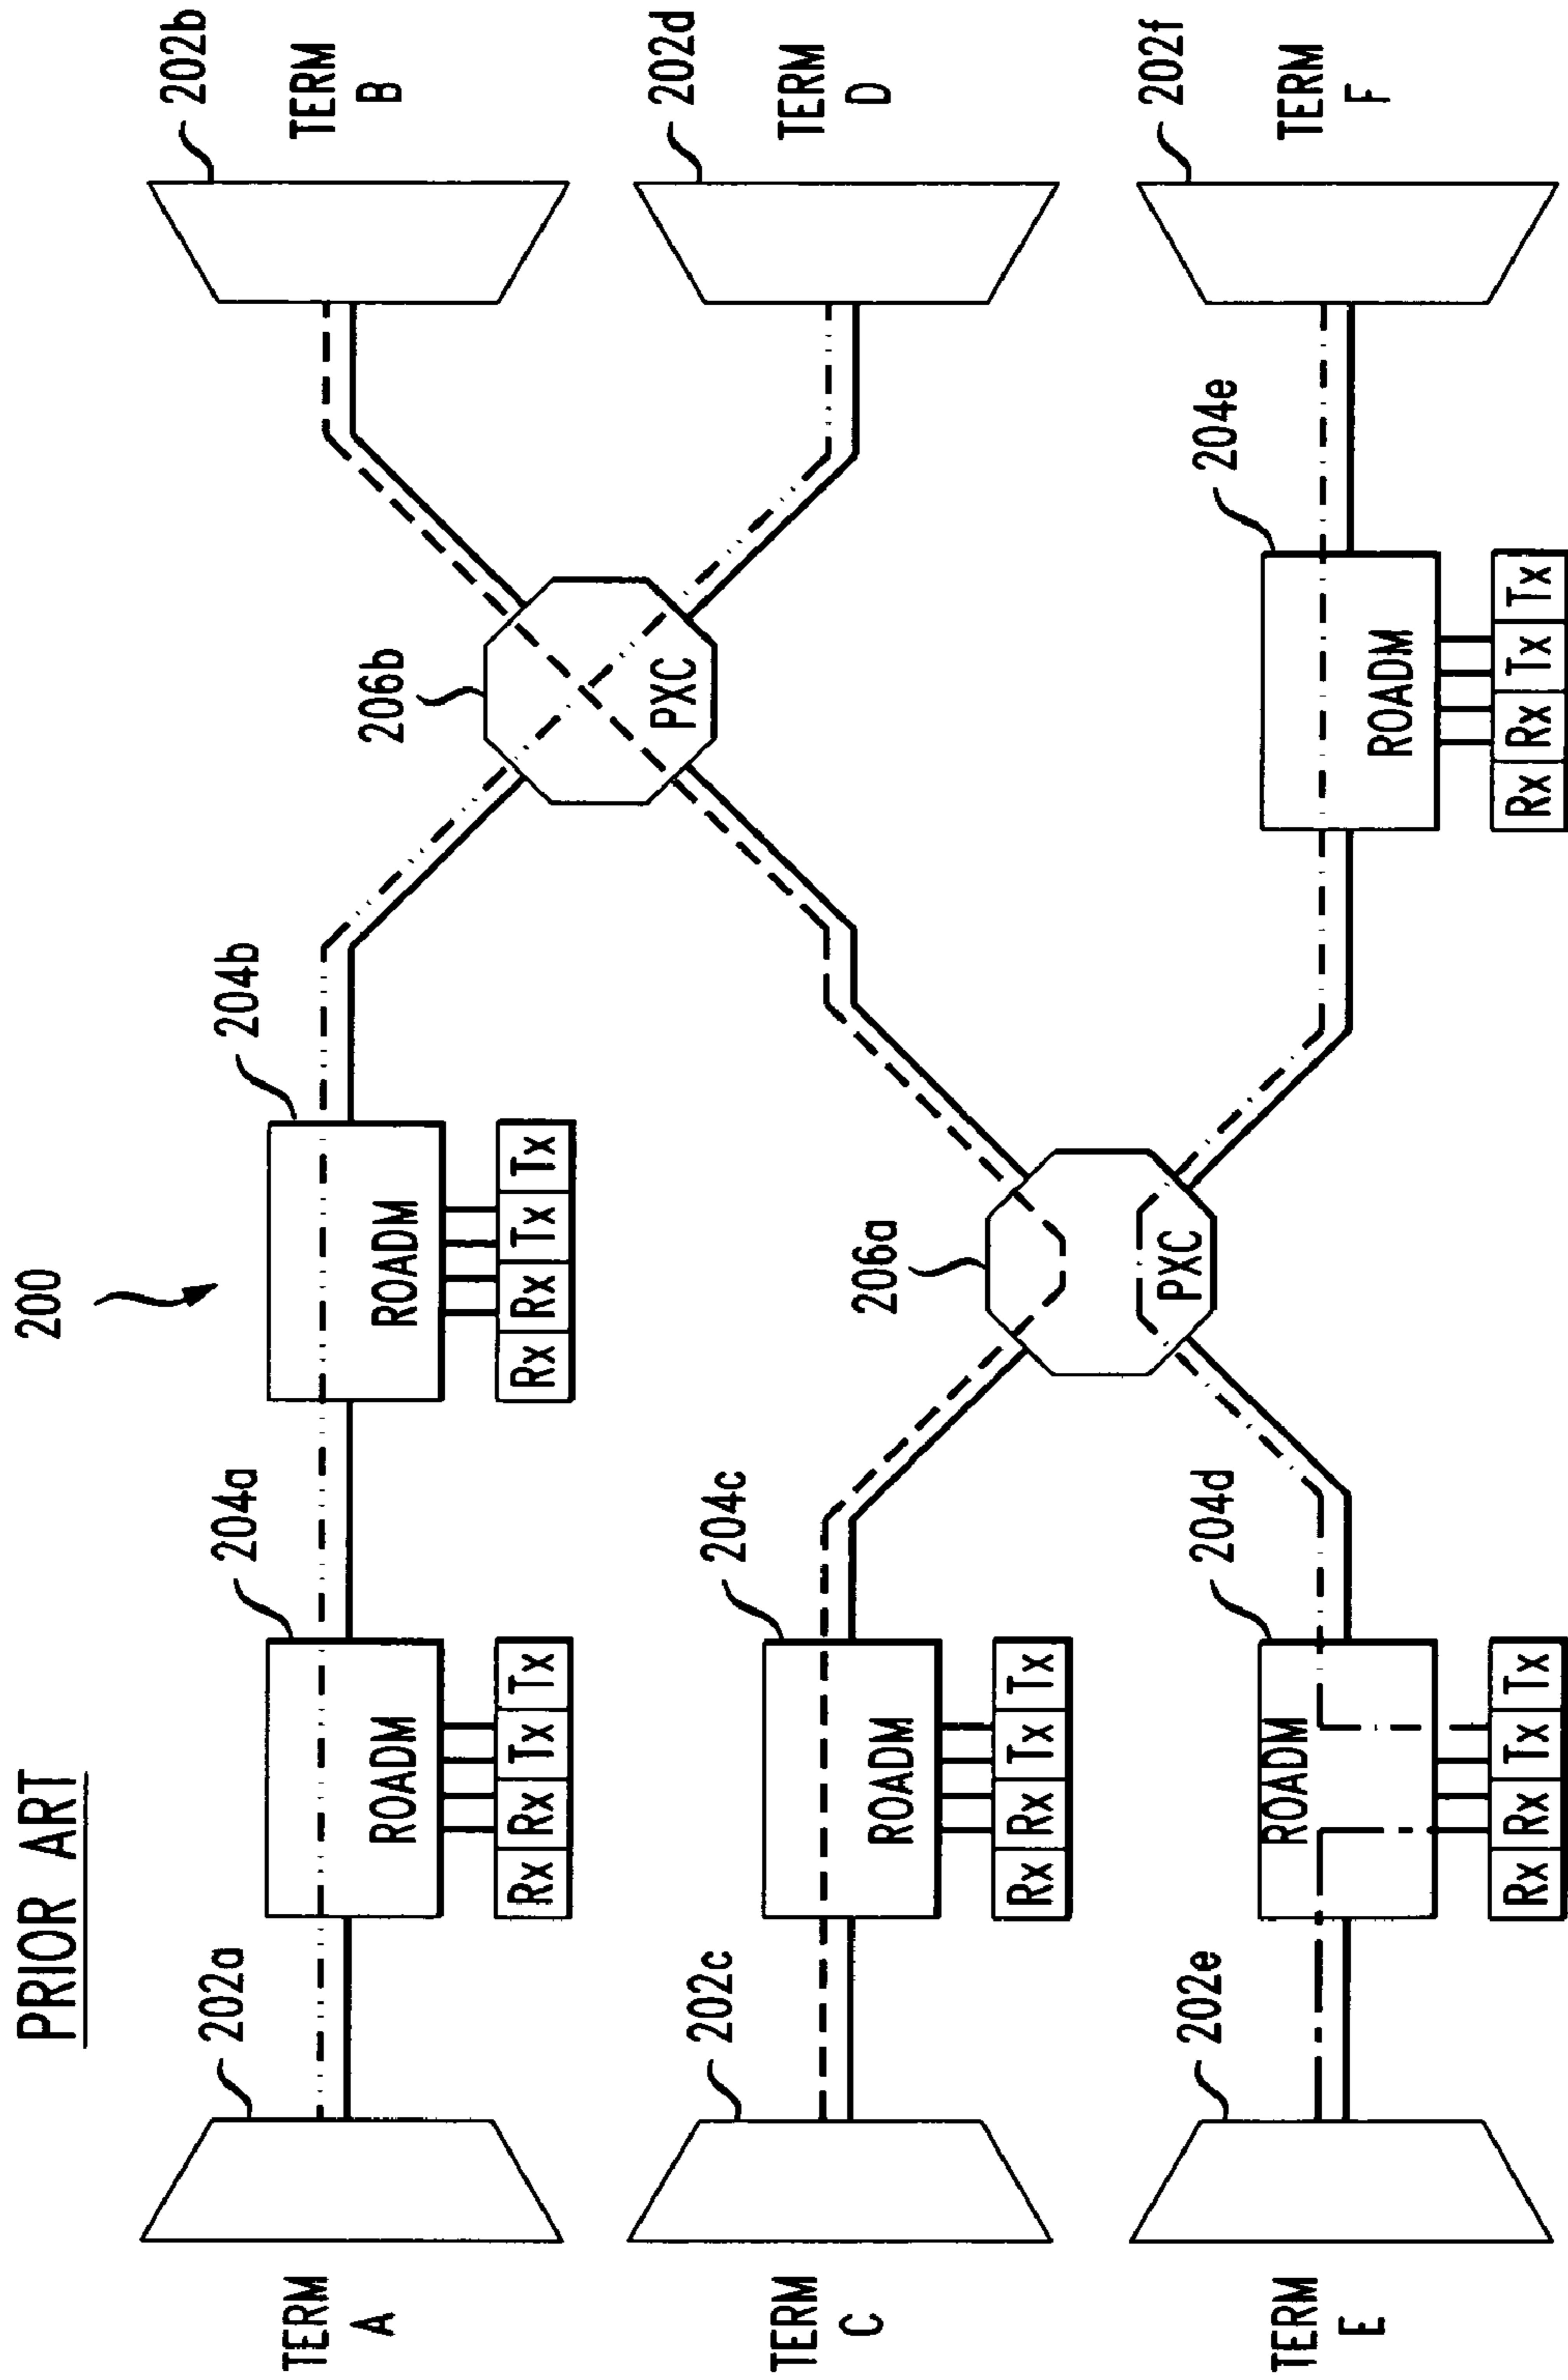 PRIOR ART
200
202a
204a
204b
206b
202b
TERM
A
ROADM
Rx Rx Tx Tx
ROADM
Rx Rx Tx Tx
PXC
TERM
B
202c
204c
206a
202d
TERM
C
ROADM
Rx Rx Tx Tx
TERM
D
202e
204d
PXC
204e
202f
TERM
E
ROADM
Rx Rx Tx Tx
ROADM
Rx Rx Tx Tx
TERM
F